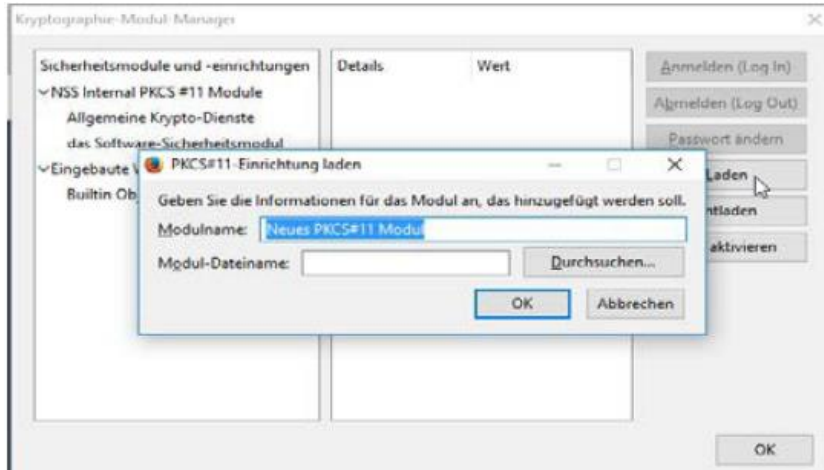 Kryptographie-Modul-Manager
Sicherheitsmodule und -einrichtungen
NSS Internal PKCS #11 Module
Allgemeine Krypto-Dienste
das Software-Sicherheitsmodul
Eingebaute
Builtin Ob
Details Wert
Anmelden (Log In)
Abmelden (Log Out)
Passwort ändern
Laden
ntladen
aktivieren
PKCS#11-Einrichtung laden
Geben Sie die Informationen für das Modul an, das hinzugefügt werden soll.
Modulname: Neues PKCS#11 Modul
Modul-Dateiname: Durchsuchen...
OK Abbrechen
OK